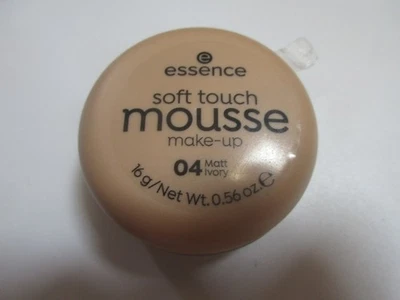 e
essence
soft touch
mousse
make-up
04 Matt
Ivory
16g/Net Wt. 0.56 oz ℮